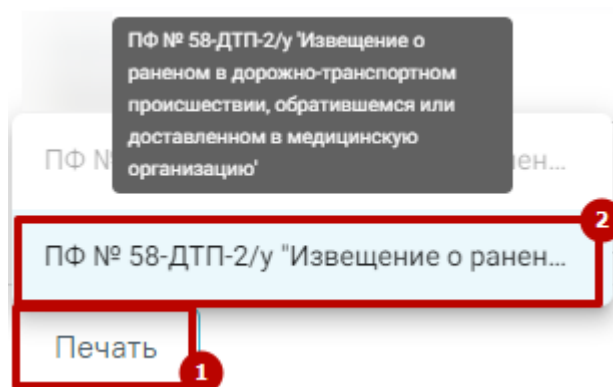 ПФ № 58-ДТП-2/у 'Извещение о
раненом в дорожно-транспортном
происшествии, обратившемся или
доставленном в медицинскую
организацию'
ПФ № ен...
2
ПФ № 58-ДТП-2/у "Извещение о ранен...
Печать
1